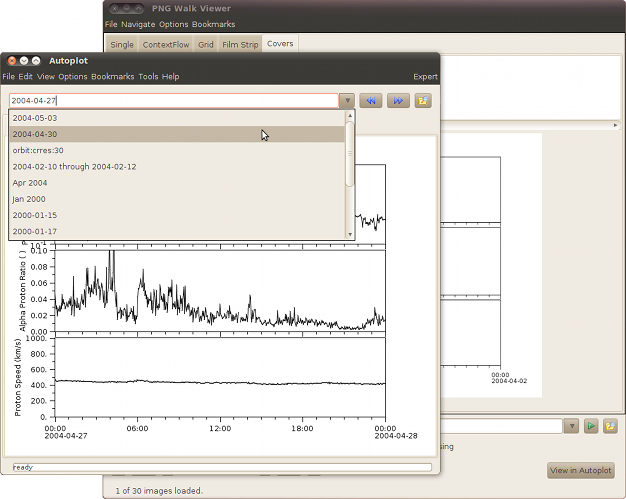 PNG Walk Viewer
File Navigate Options Bookmarks
Single ContextFlow Grid Film Strip Covers
Autoplot
File Edit View Options Bookmarks Tools Help Expert
2004-04-27
2004-05-03
2004-04-30
orbit:crres:30
2004-02-10 through 2004-02-12
Apr 2004
Jan 2000
2000-01-15
2000-01-17
10⁻¹
0.10
0.08
0.06
0.04
0.02
0.00
Alpha Proton Ratio ( )
1000.
800.
600.
400.
200.
0.
Proton Speed (km/s)
00:00 06:00 12:00 18:00 00:00
2004-04-27 2004-04-28
00:00
2004-04-02
ready
sing
View in Autoplot
1 of 30 images loaded.